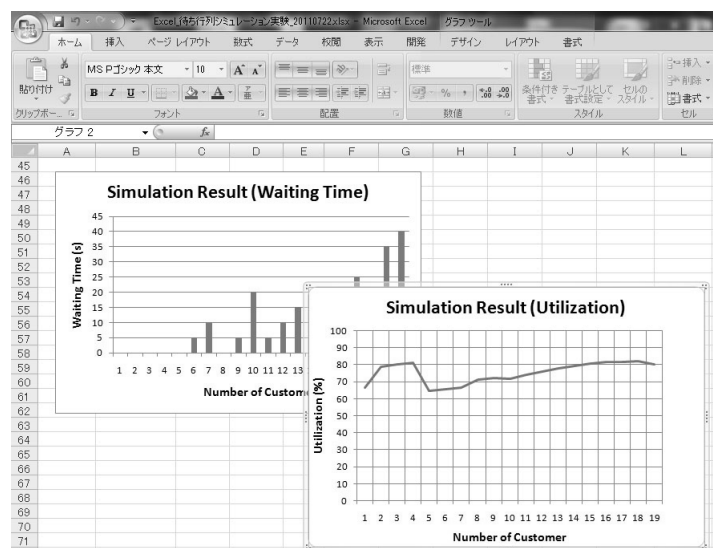 Excel_待ち行列シミュレーション実験_20110722.xlsx - Microsoft Excel グラフ ツール
ホーム 挿入 ページ レイアウト 数式 データ 校閲 表示 開発 デザイン レイアウト 書式
貼り付け
MS Pゴシック 本文 10 A A
B I U A
標準
% ,
条件付き書式 テーブルとして書式設定 セルのスタイル
挿入
削除
書式
クリップボー... フォント 配置 数値 スタイル セル
グラフ 2 fx
A B C D E F G H I J K L
45
46
47
48
49
50
51
52
53
54
55
56
57
58
59
60
61
62
63
64
65
66
67
68
69
70
71
Simulation Result (Waiting Time)
Waiting Time (s)
45
40
35
30
25
20
15
10
5
0
1 2 3 4 5 6 7 8 9 10 11 12 13
Number of Custom
Simulation Result (Utilization)
Utilization (%)
100
90
80
70
60
50
40
30
20
10
0
1 2 3 4 5 6 7 8 9 10 11 12 13 14 15 16 17 18 19
Number of Customer